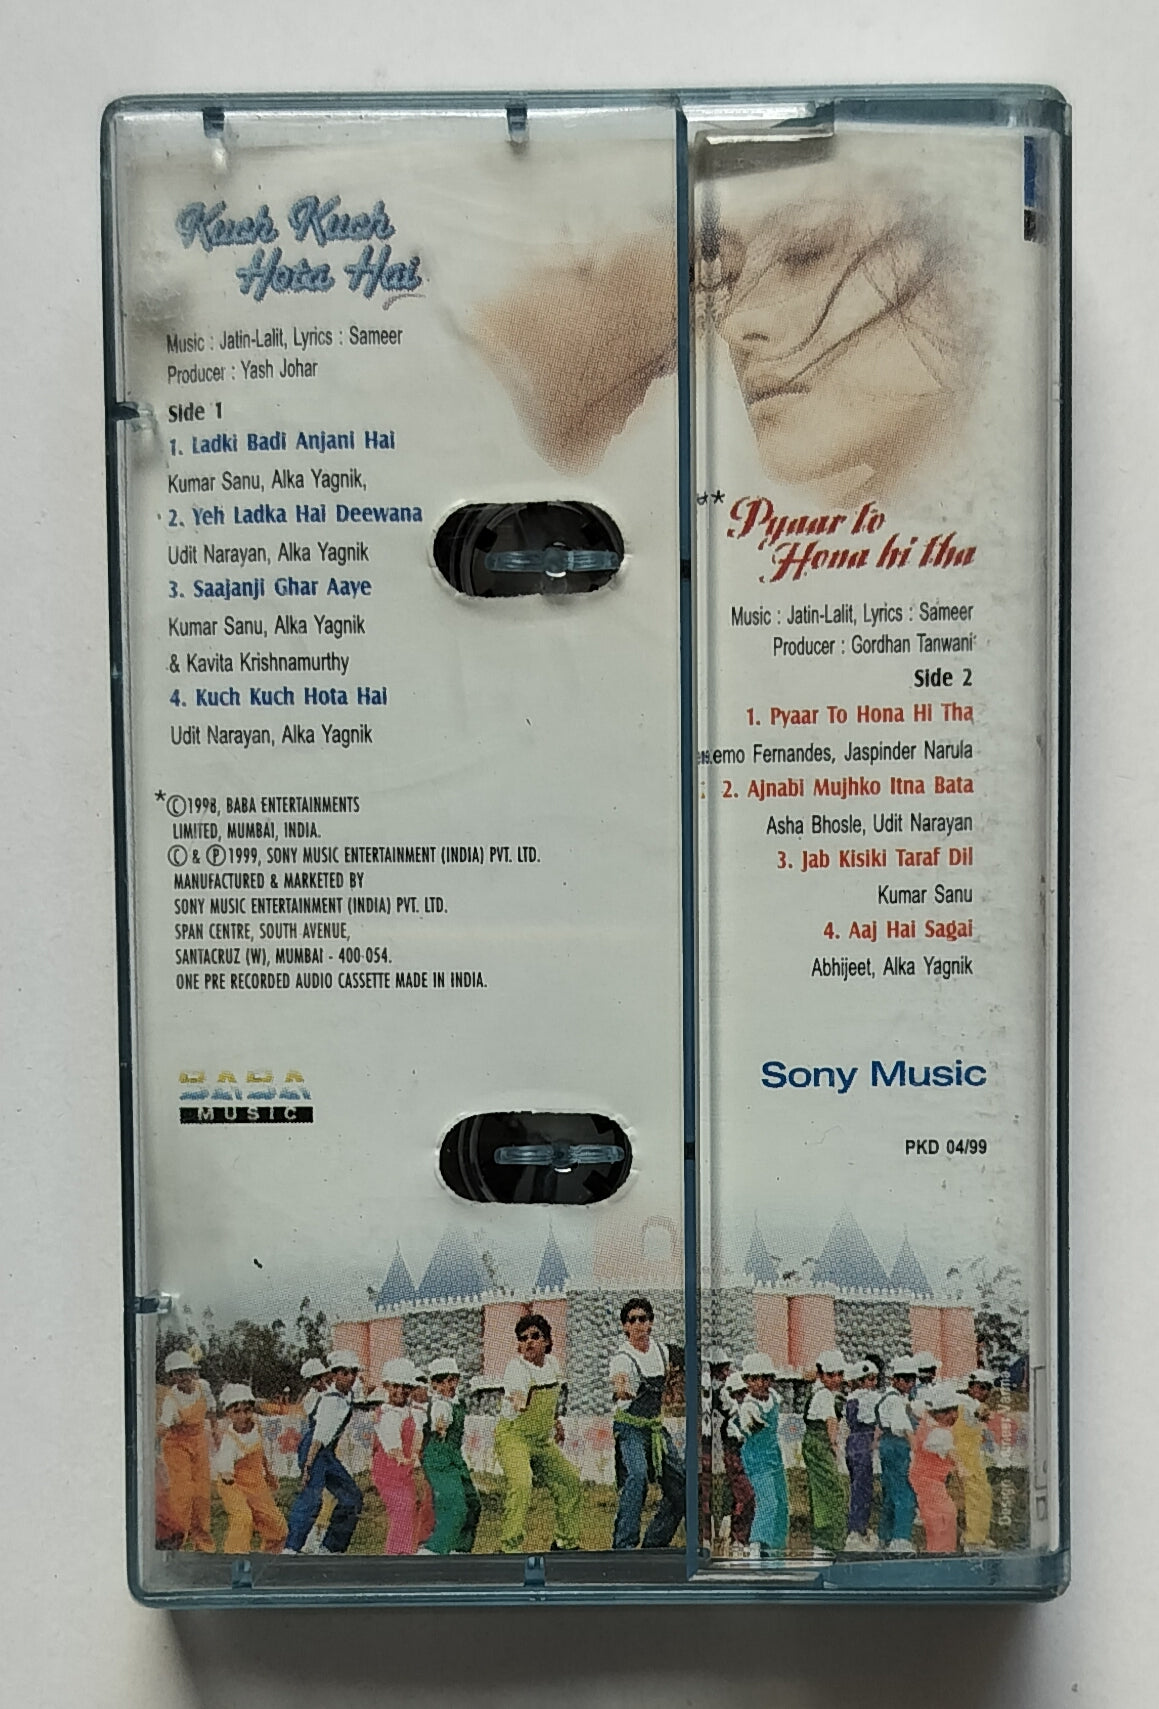 Kuch Kuch
Hota Hai
Music : Jatin-Lalit, Lyrics : Sameer
Producer : Yash Johar
Side 1
1. Ladki Badi Anjani Hai
Kumar Sanu, Alka Yagnik,
2. Yeh Ladka Hai Deewana
Udit Narayan, Alka Yagnik
3. Saajanji Ghar Aaye
Kumar Sanu, Alka Yagnik
& Kavita Krishnamurthy
4. Kuch Kuch Hota Hai
Udit Narayan, Alka Yagnik
*©1998, BABA ENTERTAINMENTS
LIMITED, MUMBAI, INDIA.
© & ℗1999, SONY MUSIC ENTERTAINMENT (INDIA) PVT. LTD.
MANUFACTURED & MARKETED BY
SONY MUSIC ENTERTAINMENT (INDIA) PVT. LTD.
SPAN CENTRE, SOUTH AVENUE,
SANTACRUZ (W), MUMBAI - 400 054.
ONE PRE RECORDED AUDIO CASSETTE MADE IN INDIA.
BABA
MUSIC
**
Pyaar to
Hona hi tha
Music : Jatin-Lalit, Lyrics : Sameer
Producer : Gordhan Tanwani
Side 2
1. Pyaar To Hona Hi Tha
emo Fernandes, Jaspinder Narula
2. Ajnabi Mujhko Itna Bata
Asha Bhosle, Udit Narayan
3. Jab Kisiki Taraf Dil
Kumar Sanu
4. Aaj Hai Sagai
Abhijeet, Alka Yagnik
Sony Music
PKD 04/99
Design